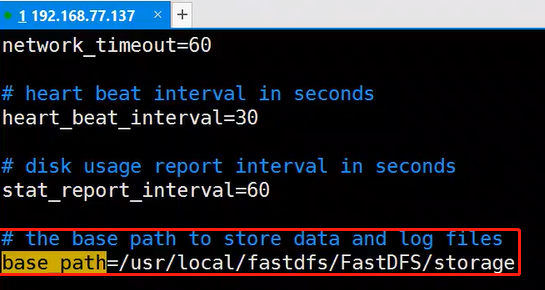 1 192.168.77.137 × +
network_timeout=60
# heart beat interval in seconds
heart_beat_interval=30
# disk usage report interval in seconds
stat_report_interval=60
# the base path to store data and log files
base_path=/usr/local/fastdfs/FastDFS/storage